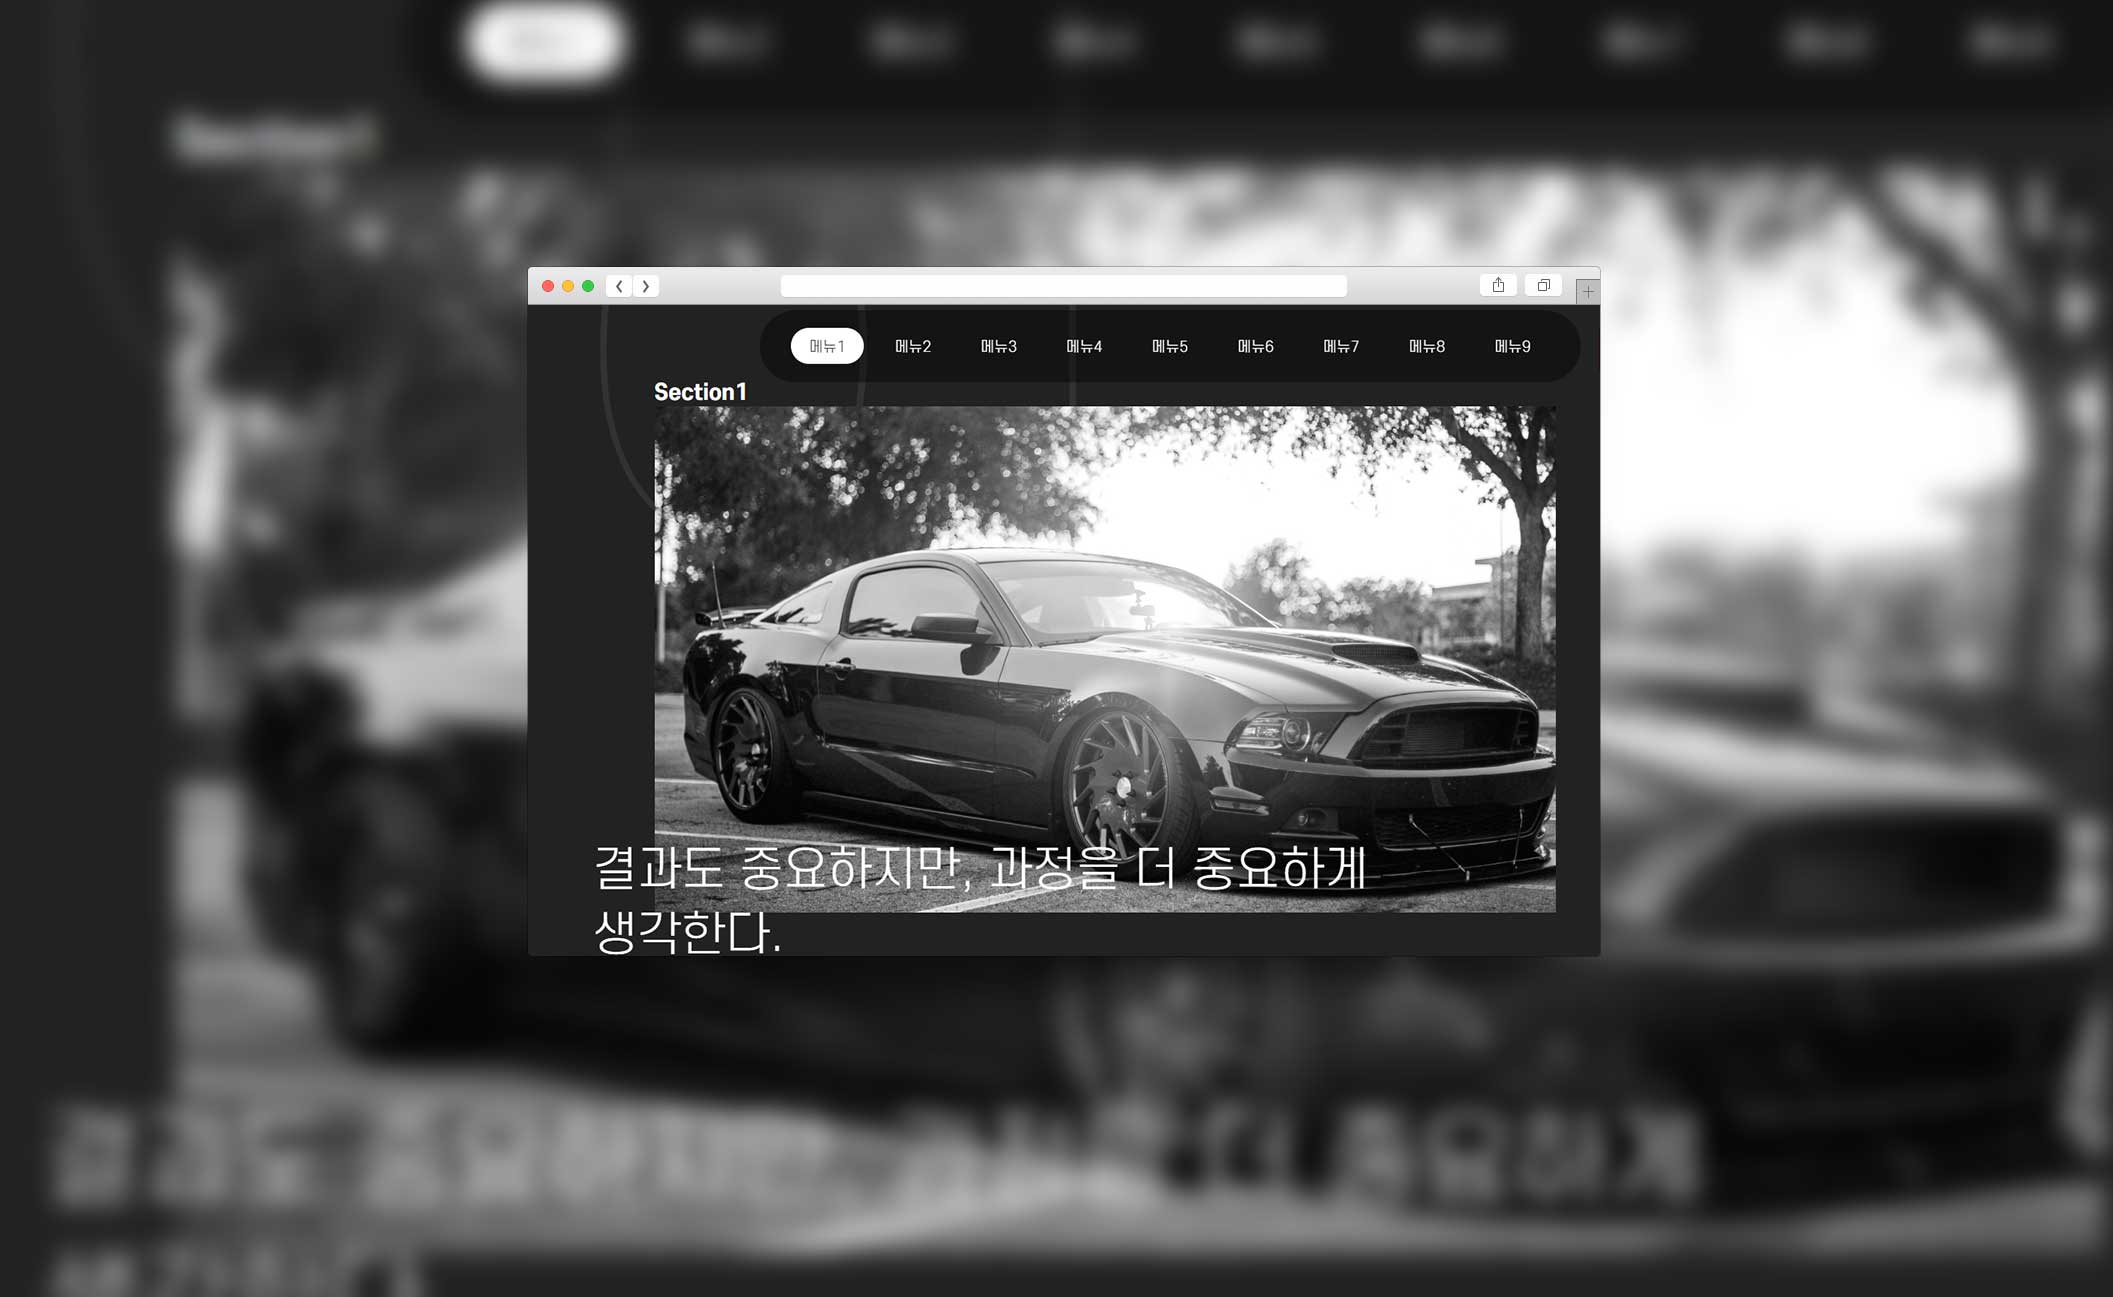 메뉴1 메뉴2 메뉴3 메뉴4 메뉴5 메뉴6 메뉴7 메뉴8 메뉴9
Section1
결과도 중요하지만, 과정을 더 중요하게
생각한다.